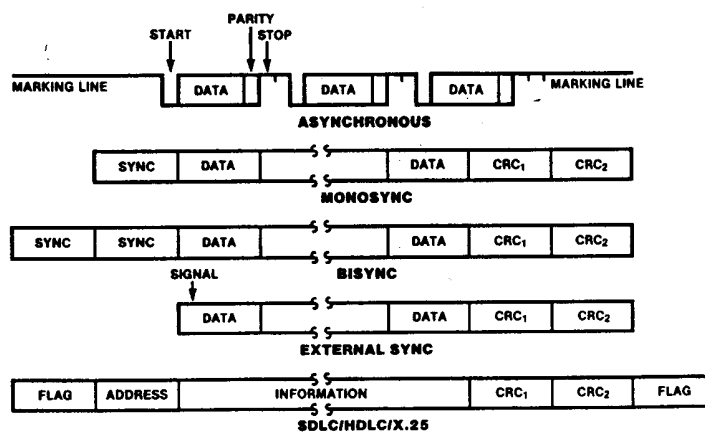 PARITY
START STOP
MARKING LINE DATA DATA DATA MARKING LINE
ASYNCHRONOUS
SYNC DATA DATA CRC₁ CRC₂
MONOSYNC
SYNC SYNC DATA DATA CRC₁ CRC₂
BISYNC
SIGNAL
DATA DATA CRC₁ CRC₂
EXTERNAL SYNC
FLAG ADDRESS INFORMATION CRC₁ CRC₂ FLAG
SDLC/HDLC/X.25